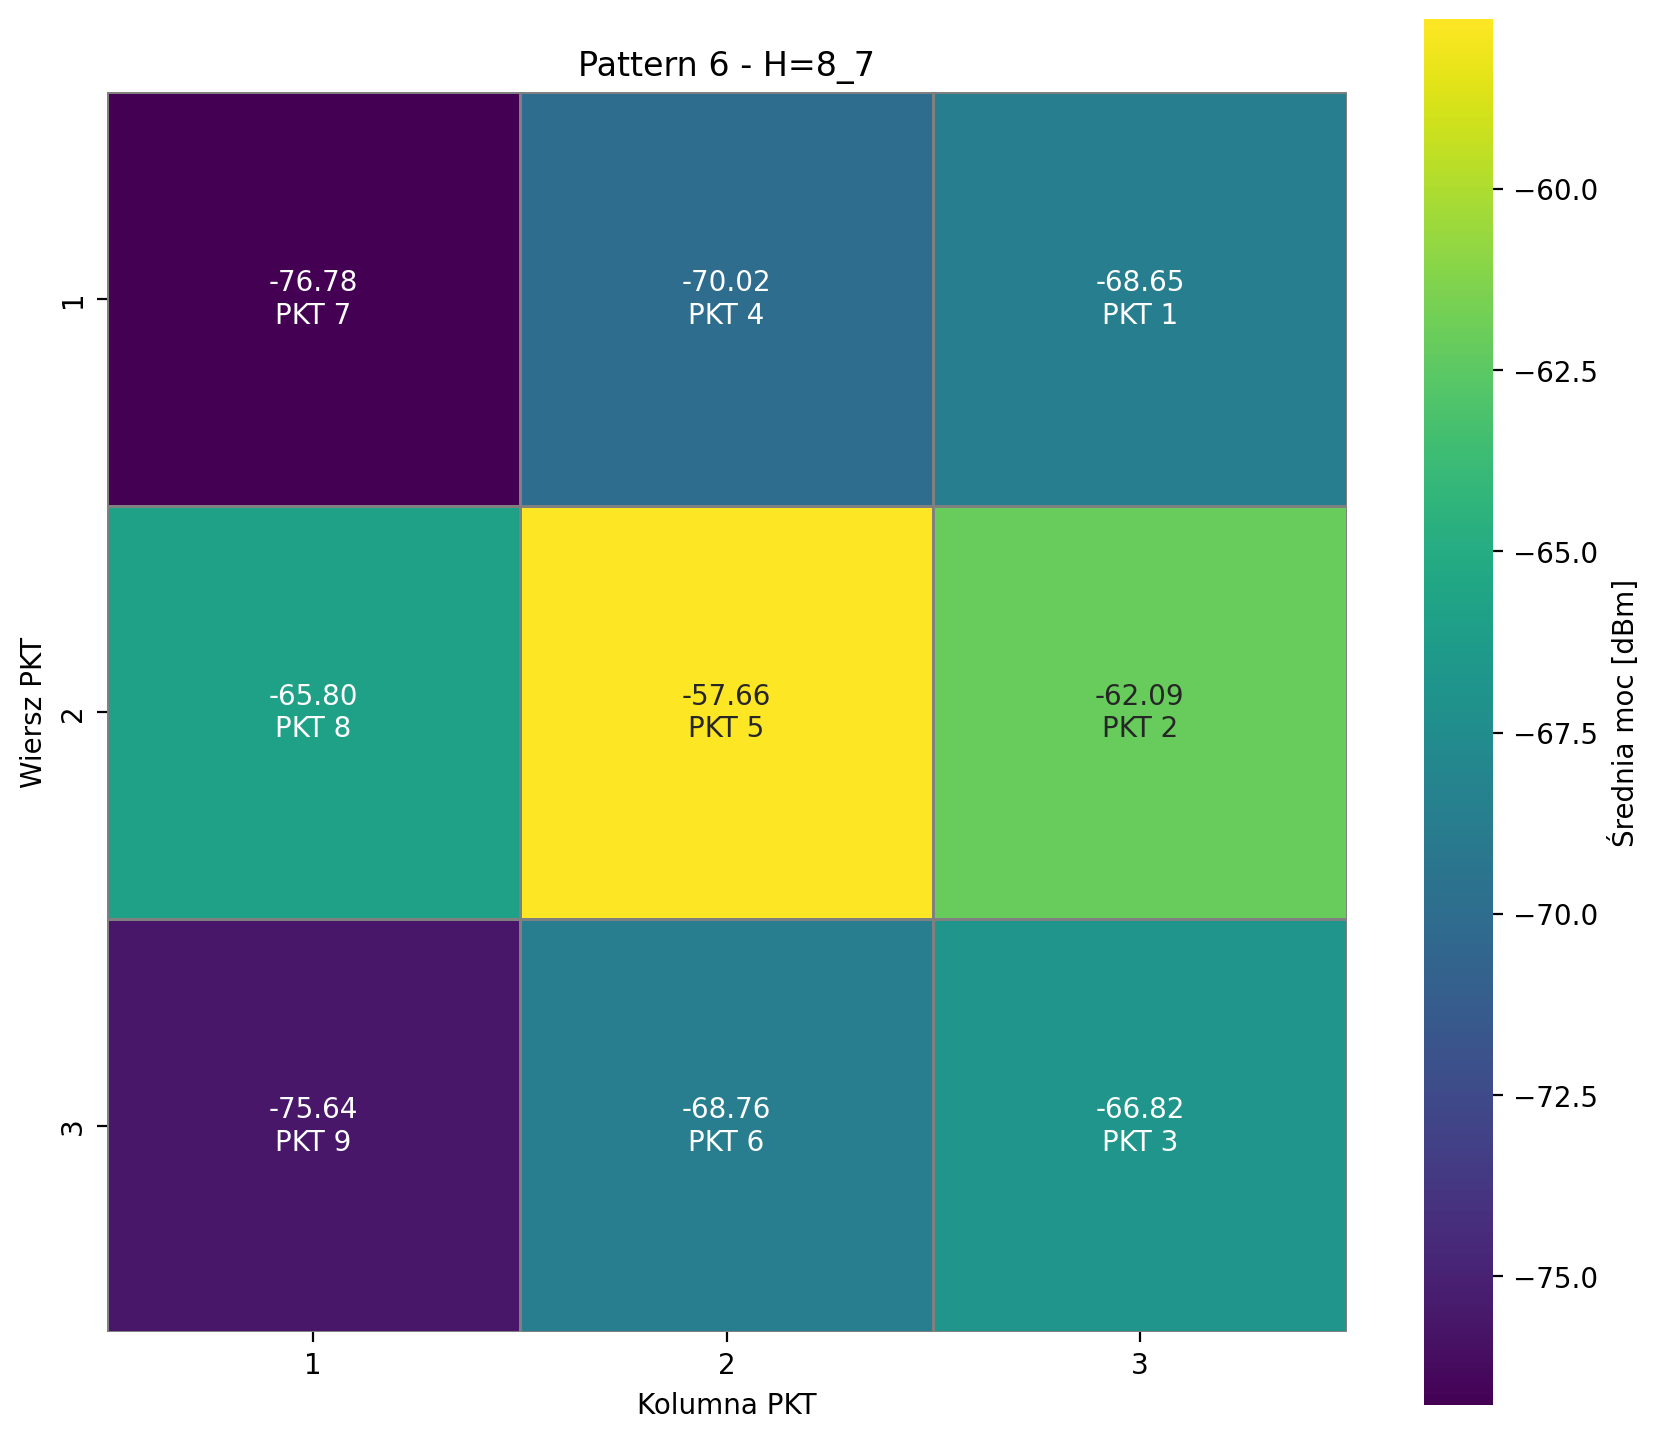 Pattern 6 - H=8_7
-76.78
PKT 7
-70.02
PKT 4
-68.65
PKT 1
-65.80
PKT 8
-57.66
PKT 5
-62.09
PKT 2
-75.64
PKT 9
-68.76
PKT 6
-66.82
PKT 3
1
2
3
Wiersz PKT
1
2
3
Kolumna PKT
−60.0
−62.5
−65.0
−67.5
−70.0
−72.5
−75.0
Średnia moc [dBm]